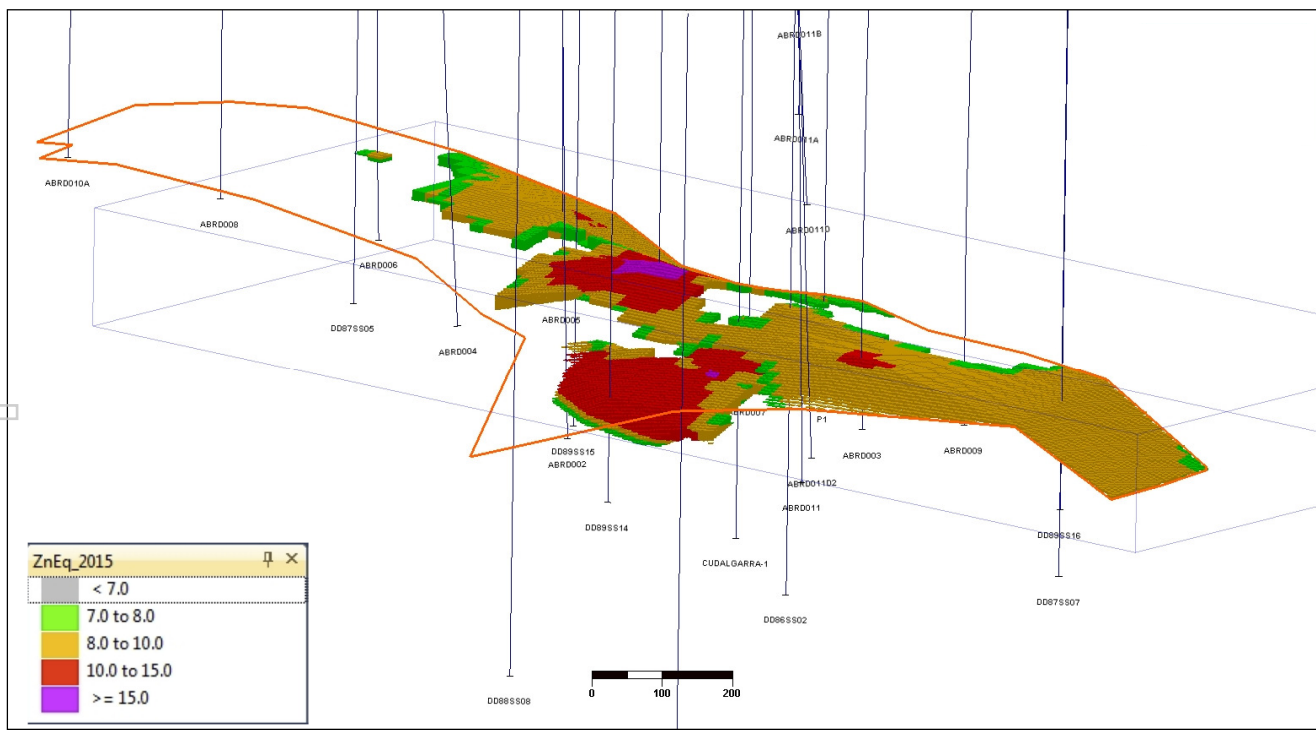 ABRD011B
ABRD011A
ABRD010A
ABRD008
ABRD011D
ABRD006
ABRD005
DD87SS05
ABRD004
ABRD007
P1
DD89SS15
ABRD002
ABRD003
ABRD009
ABRD011D2
ABRD011
DD89SS14
DD89SS16
CUDALGARRA-1
DD87SS07
DD86SS02
DD88SS08
ZnEq_2015
< 7.0
7.0 to 8.0
8.0 to 10.0
10.0 to 15.0
>= 15.0
0 100 200